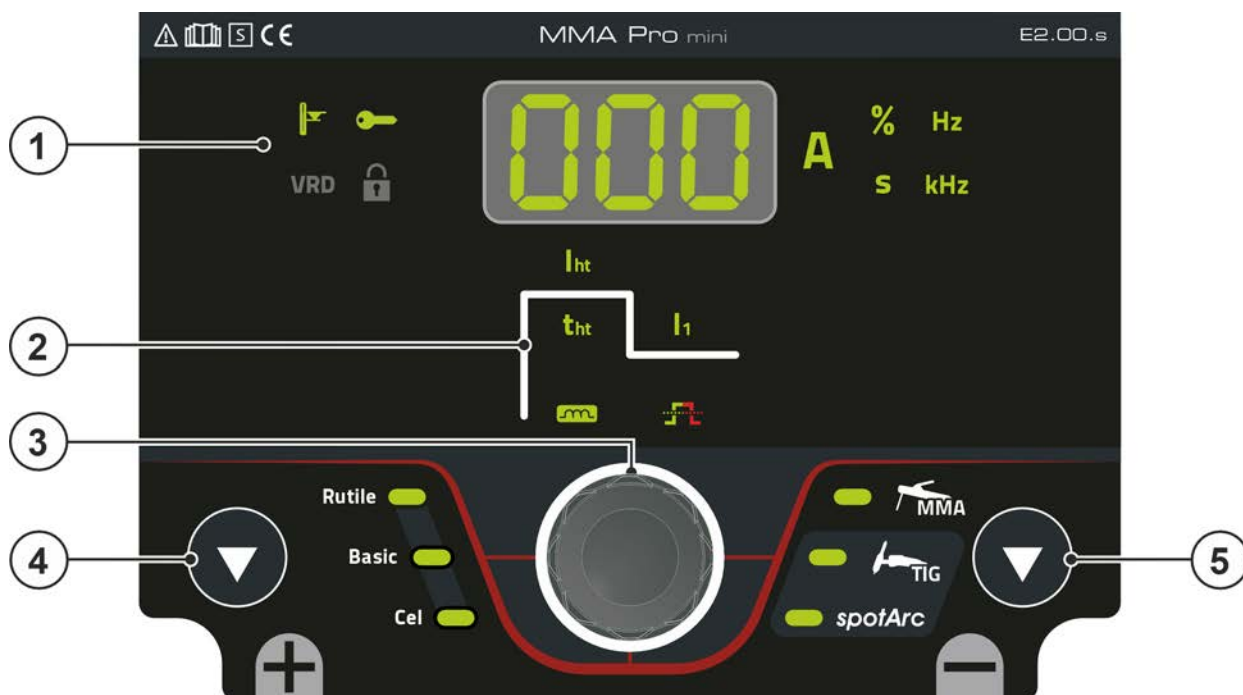 S CE MMA Pro mini E2.00.s
1
VRD
000 A % Hz
s kHz
Iht
2
tht I1
3
Rutile
MMA
4
Basic
TIG
5
Cel
spotArc
+ −